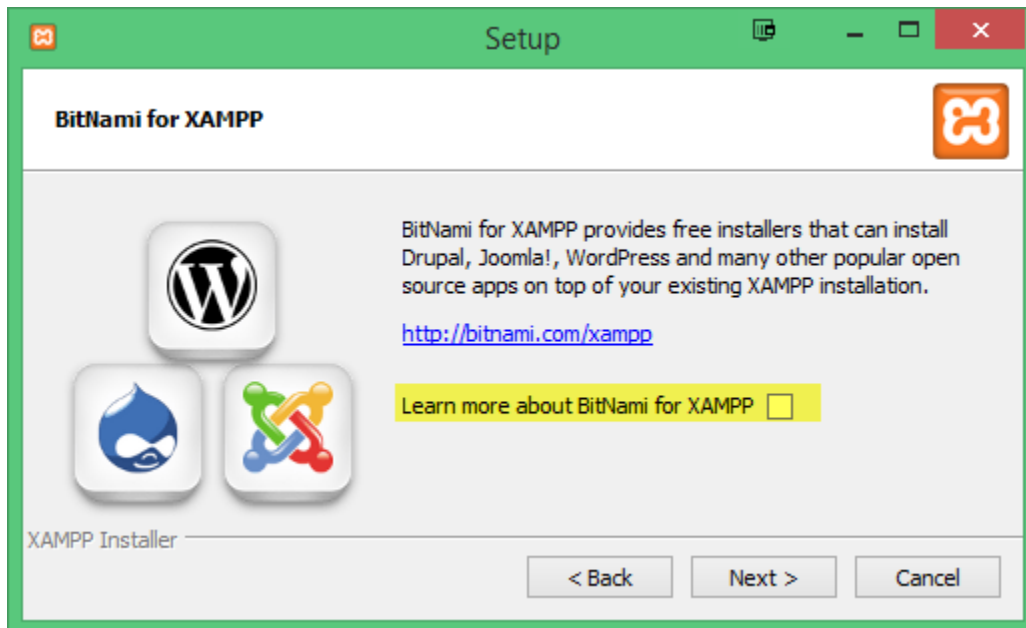 Setup
BitNami for XAMPP
BitNami for XAMPP provides free installers that can install
Drupal, Joomla!, WordPress and many other popular open
source apps on top of your existing XAMPP installation.
http://bitnami.com/xampp
Learn more about BitNami for XAMPP
XAMPP Installer
< Back
Next >
Cancel